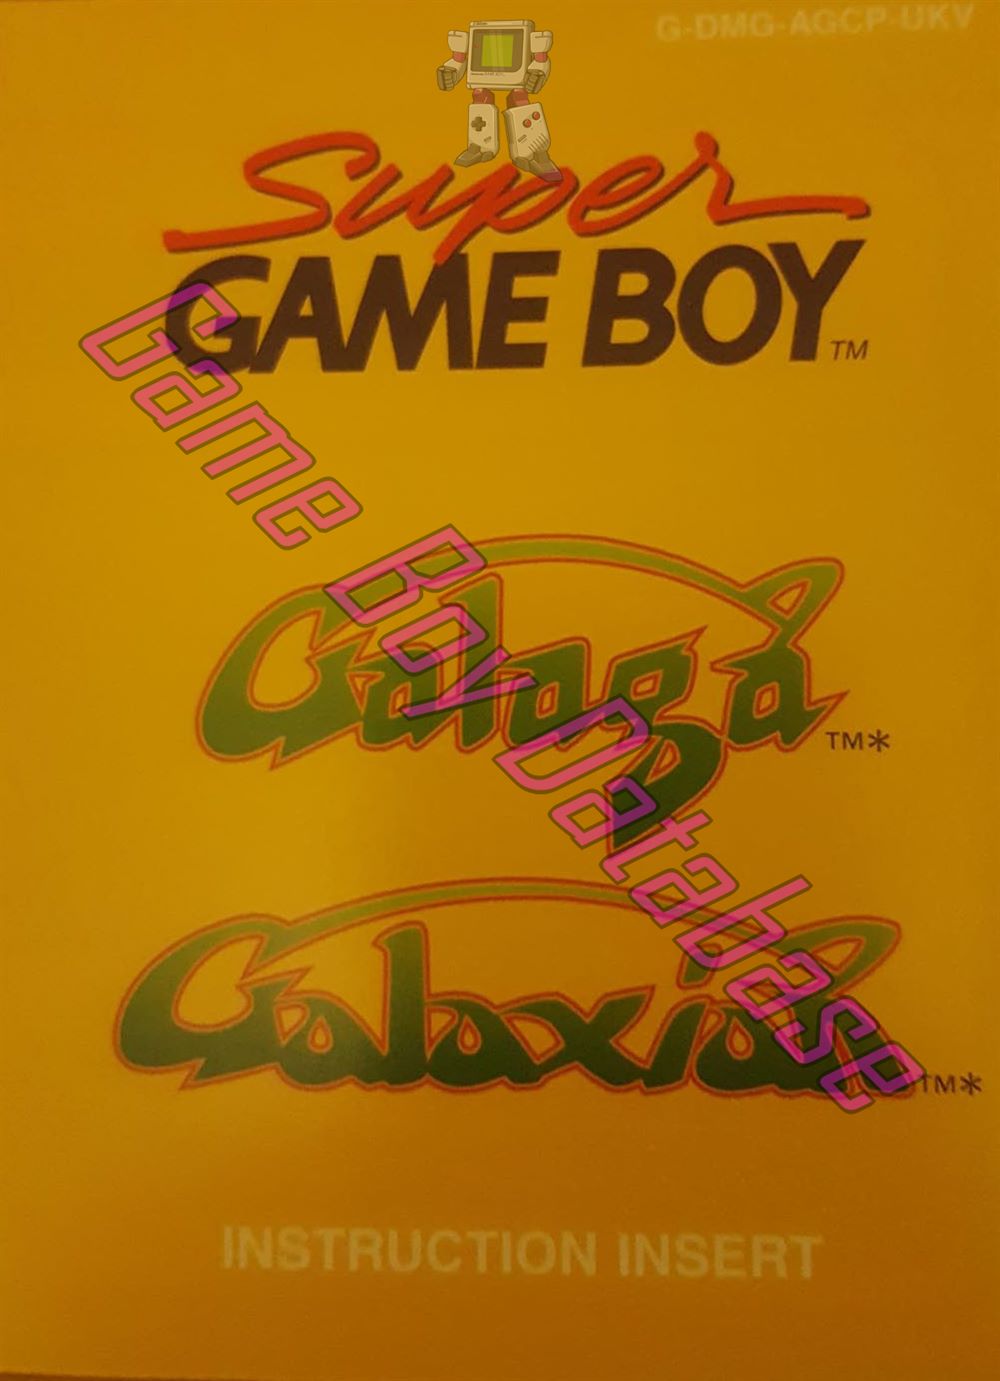 G-DMG-AGCP-UKV
Super
GAME BOY™
Galaga™*
Galaxian™*
INSTRUCTION INSERT
Game Boy Database